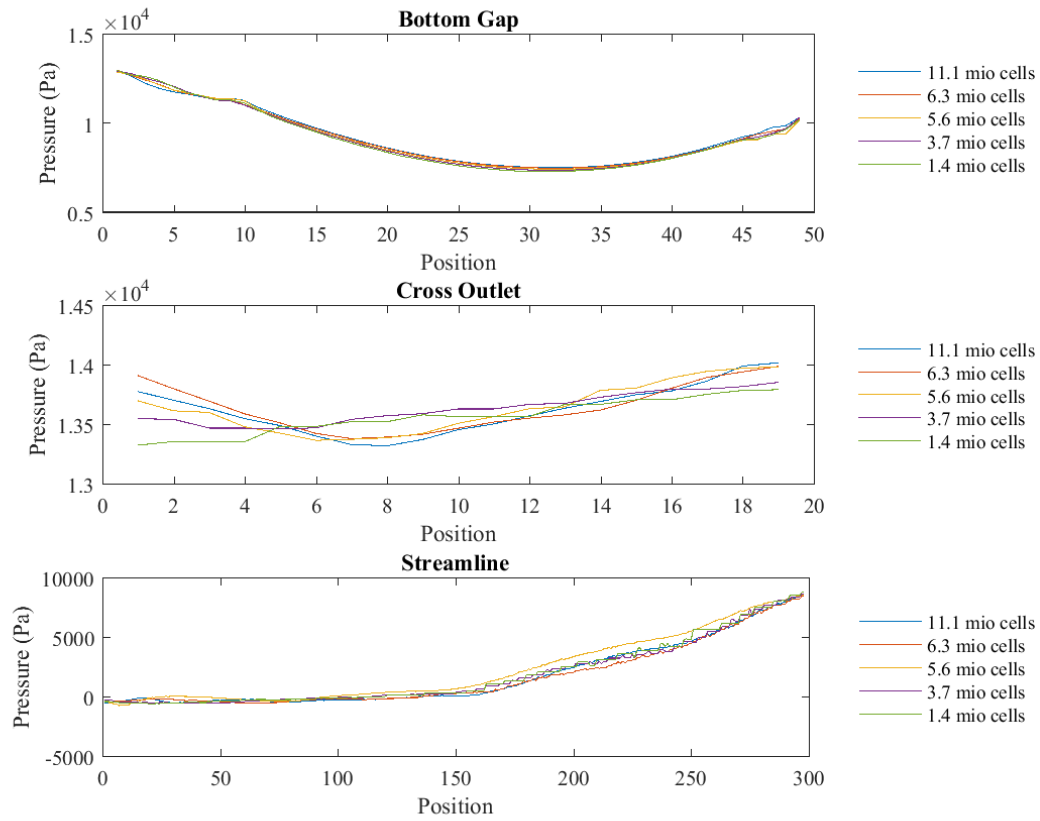 Bottom Gap
×10⁴
1.5
1
0.5
Pressure (Pa)
0 5 10 15 20 25 30 35 40 45 50
Position
11.1 mio cells
6.3 mio cells
5.6 mio cells
3.7 mio cells
1.4 mio cells
Cross Outlet
×10⁴
1.45
1.4
1.35
1.3
Pressure (Pa)
0 2 4 6 8 10 12 14 16 18 20
Position
11.1 mio cells
6.3 mio cells
5.6 mio cells
3.7 mio cells
1.4 mio cells
Streamline
10000
5000
0
-5000
Pressure (Pa)
0 50 100 150 200 250 300
Position
11.1 mio cells
6.3 mio cells
5.6 mio cells
3.7 mio cells
1.4 mio cells